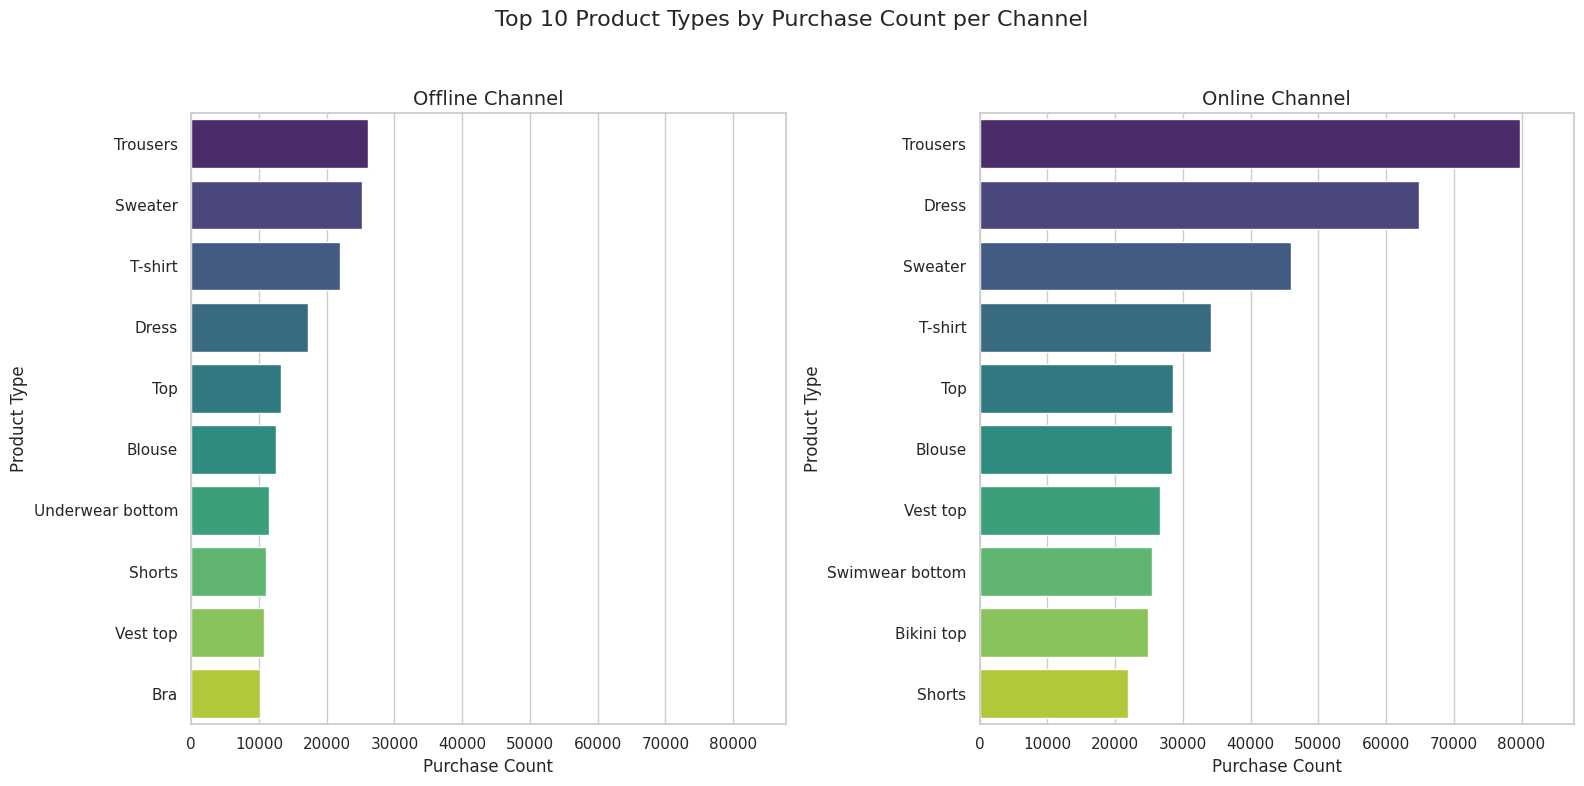 Top 10 Product Types by Purchase Count per Channel
Offline Channel
Product Type
Trousers
Sweater
T-shirt
Dress
Top
Blouse
Underwear bottom
Shorts
Vest top
Bra
0 10000 20000 30000 40000 50000 60000 70000 80000
Purchase Count
Online Channel
Product Type
Trousers
Dress
Sweater
T-shirt
Top
Blouse
Vest top
Swimwear bottom
Bikini top
Shorts
0 10000 20000 30000 40000 50000 60000 70000 80000
Purchase Count